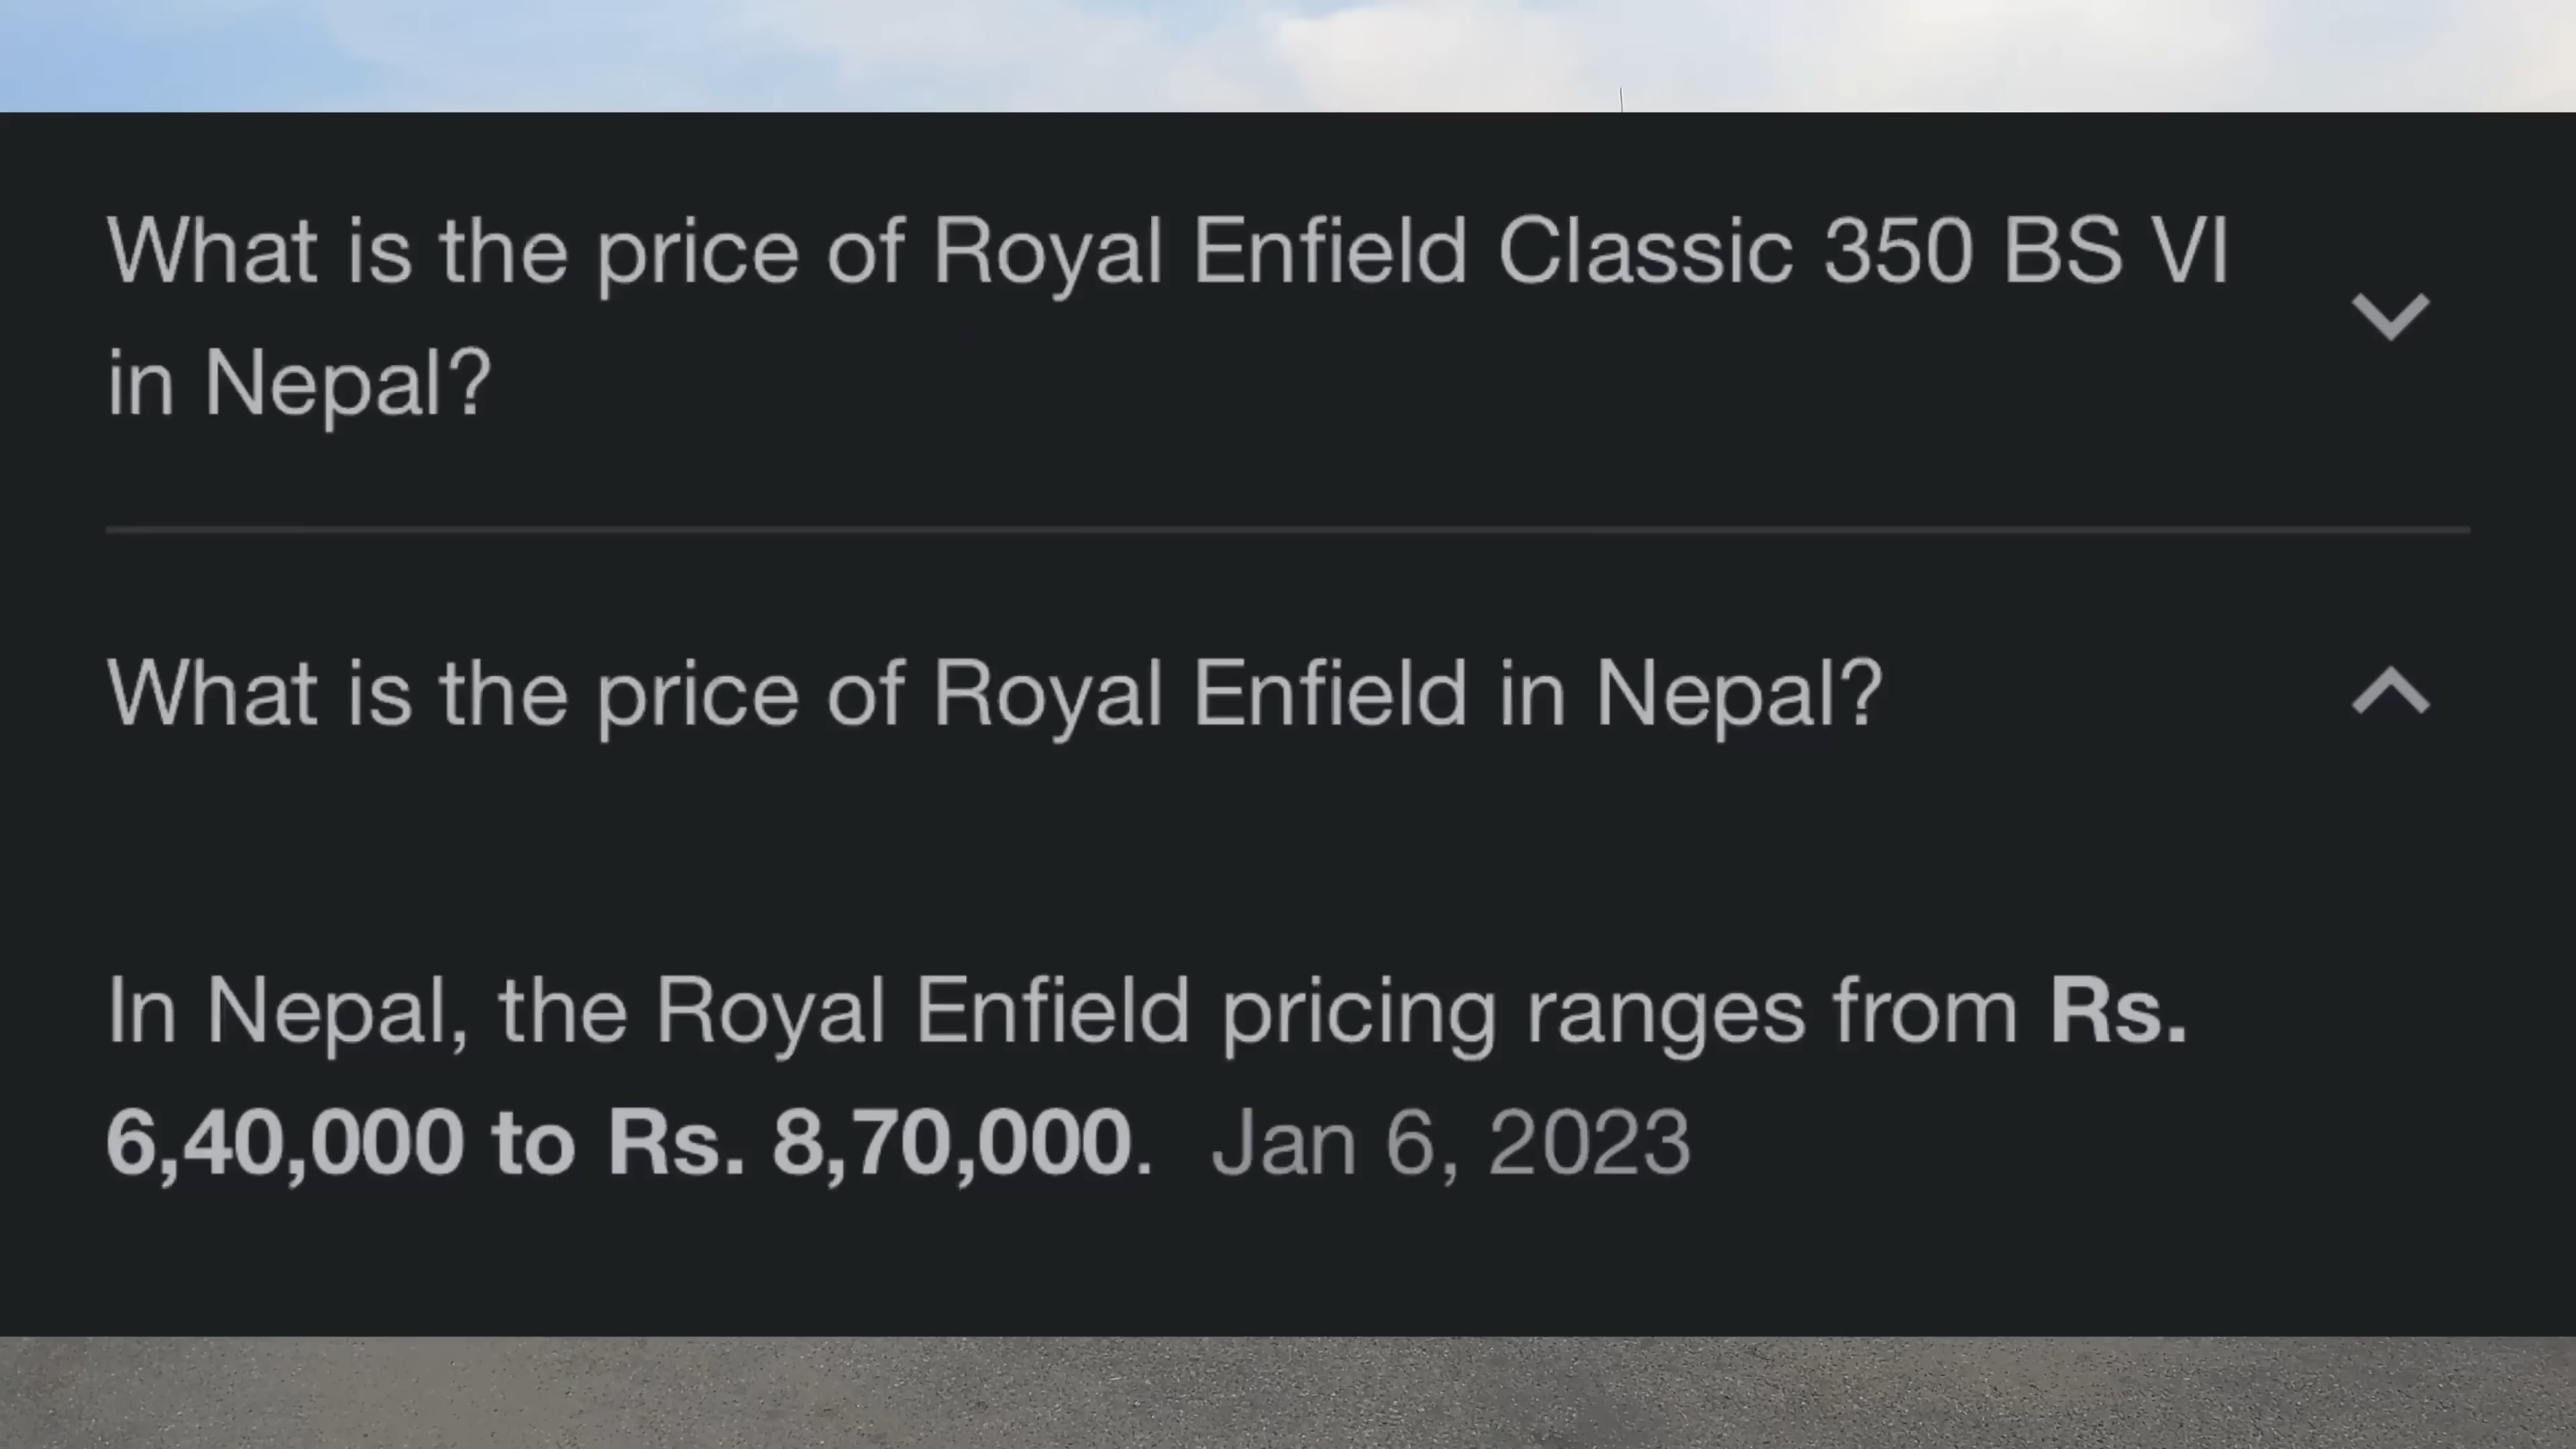 What is the price of Royal Enfield Classic 350 BS VI
in Nepal?
What is the price of Royal Enfield in Nepal?
In Nepal, the Royal Enfield pricing ranges from Rs.
6,40,000 to Rs. 8,70,000. Jan 6, 2023